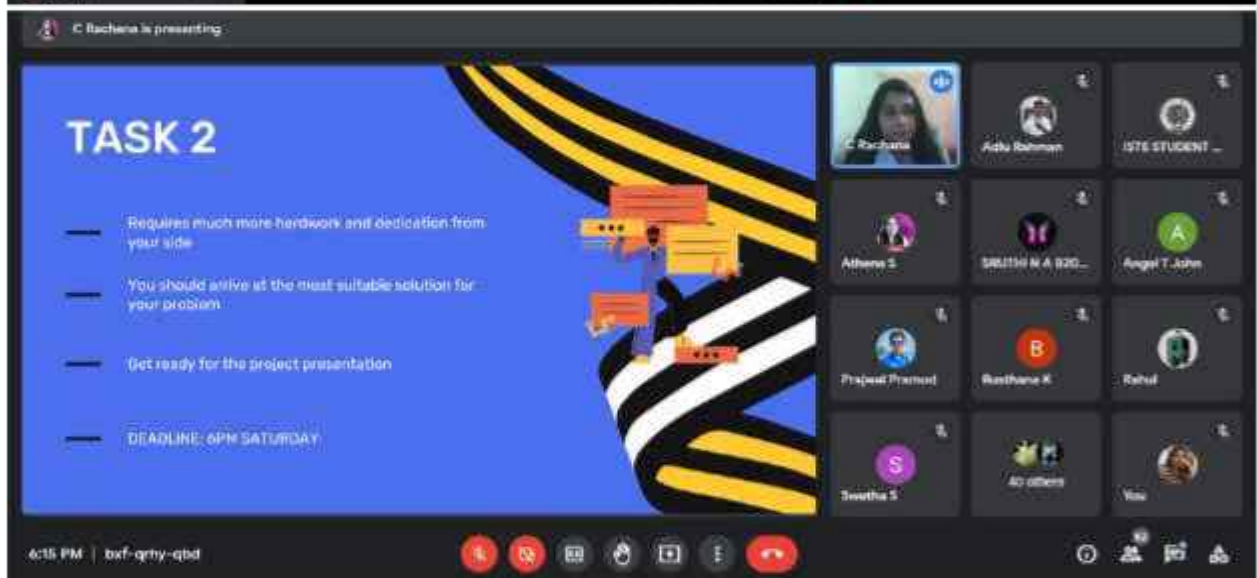 C Rachana is presenting
TASK 2
Requires much more hardwork and dedication from
your side
You should arrive at the most suitable solution for
your problem
Get ready for the project presentation
DEADLINE: 6PM SATURDAY
C Rachana
Adlu Rahman
ISTE STUDENT ...
Athena S
SRUTHI N A B20...
A
Angel T John
Prajwal Pramod
B
K
Rahul
S
Swetha S
40 others
You
6:15 PM | bxf-qrhy-qbd